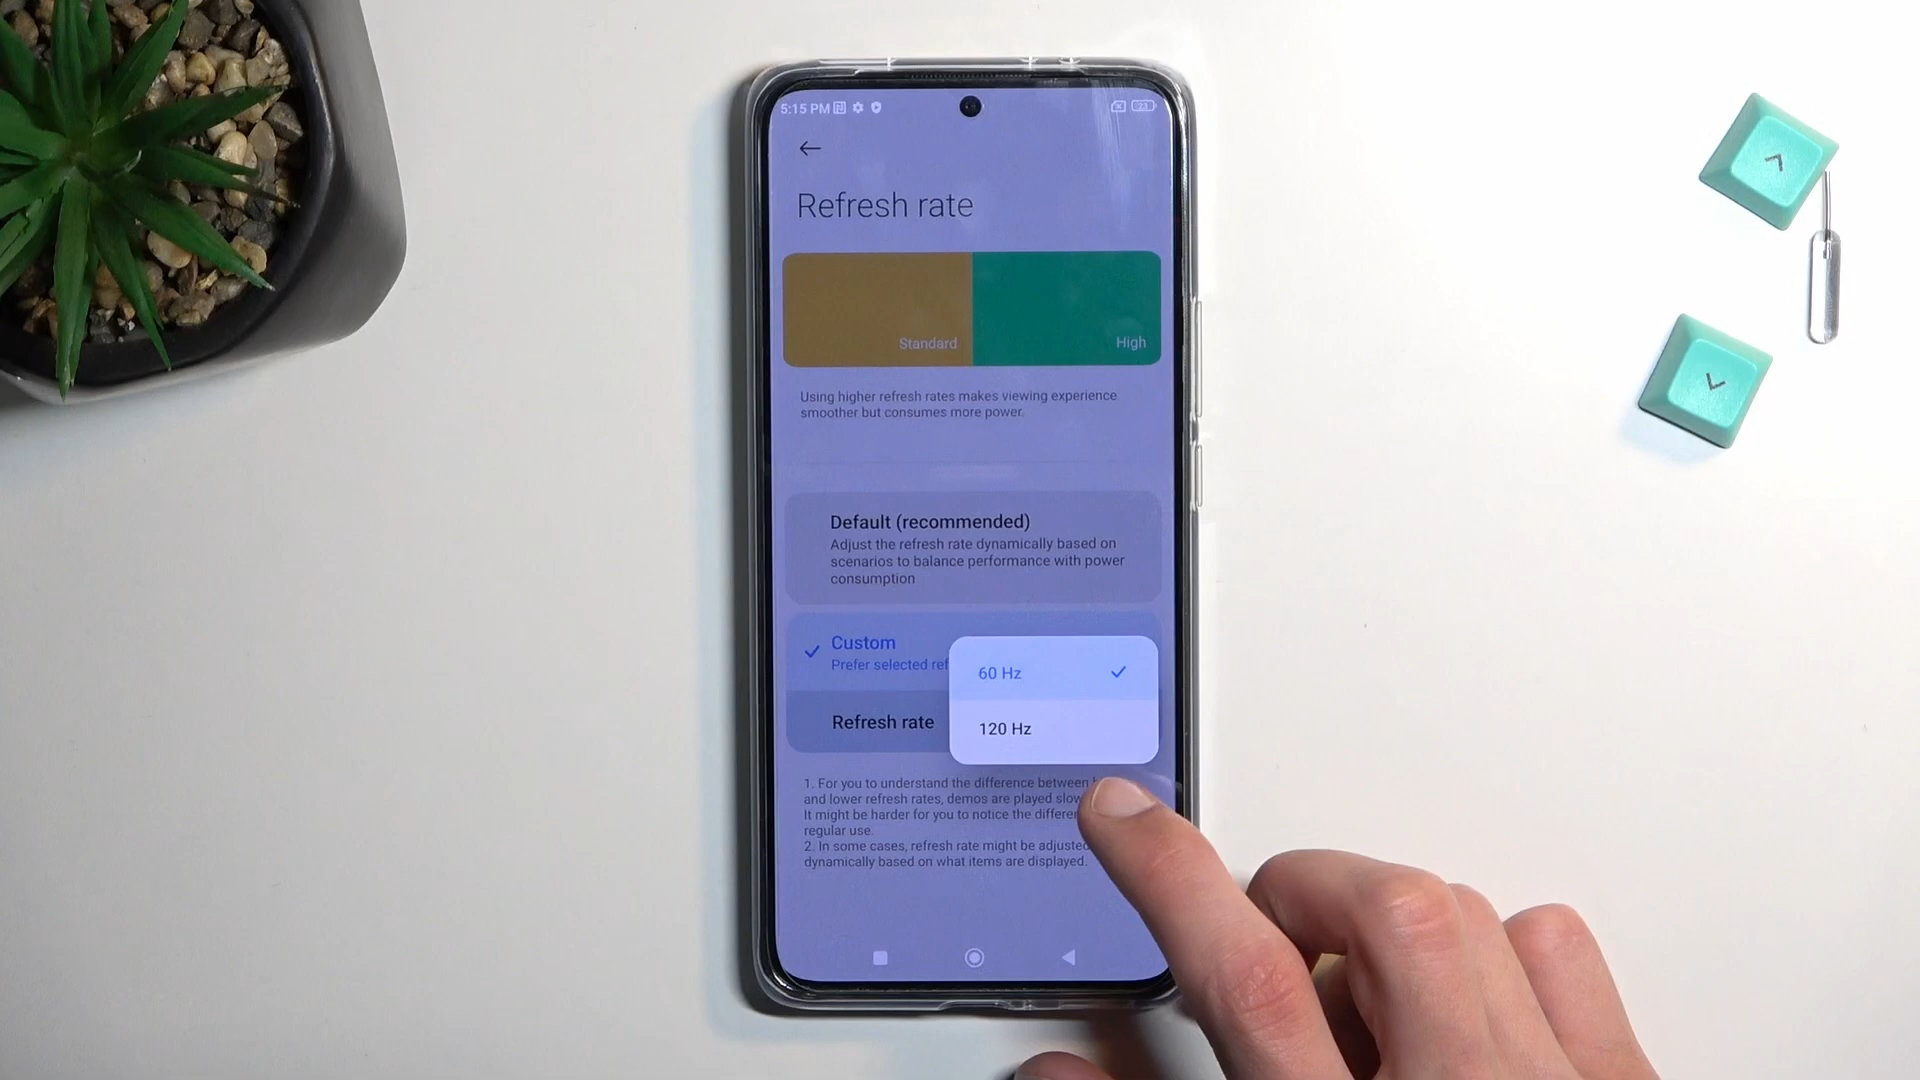 5:15 PM
23
Refresh rate
Standard
High
Using higher refresh rates makes viewing experience
smoother but consumes more power.
Default (recommended)
Adjust the refresh rate dynamically based on
scenarios to balance performance with power
consumption
Custom
Prefer selected
60 Hz
Refresh rate
120 Hz
1. For you to understand the difference between
and lower refresh rates, demos are played
It might be harder for you to notice the
regular use.
2. In some cases, refresh rate might be adjusted
dynamically based on what items are displayed.